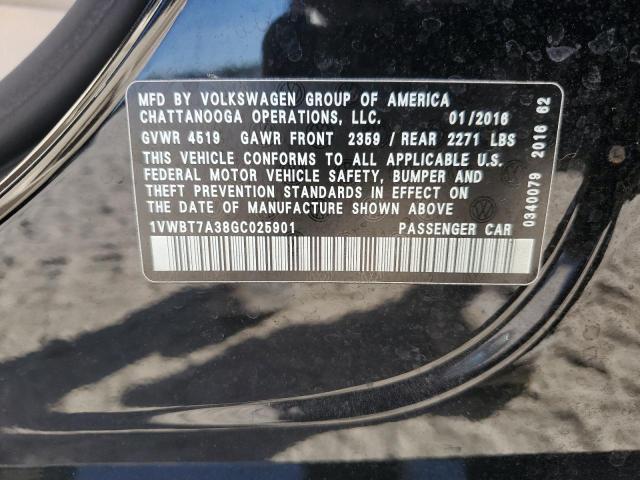 MFD BY VOLKSWAGEN GROUP OF AMERICA
CHATTANOOGA OPERATIONS, LLC. 01/2016
GVWR 4519 GAWR FRONT 2359 / REAR 2271 LBS
THIS VEHICLE CONFORMS TO ALL APPLICABLE U.S.
FEDERAL MOTOR VEHICLE SAFETY, BUMPER AND
THEFT PREVENTION STANDARDS IN EFFECT ON
THE DATE OF MANUFACTURE SHOWN ABOVE
1VWBT7A38GC025901 PASSENGER CAR
0340079 2016 62